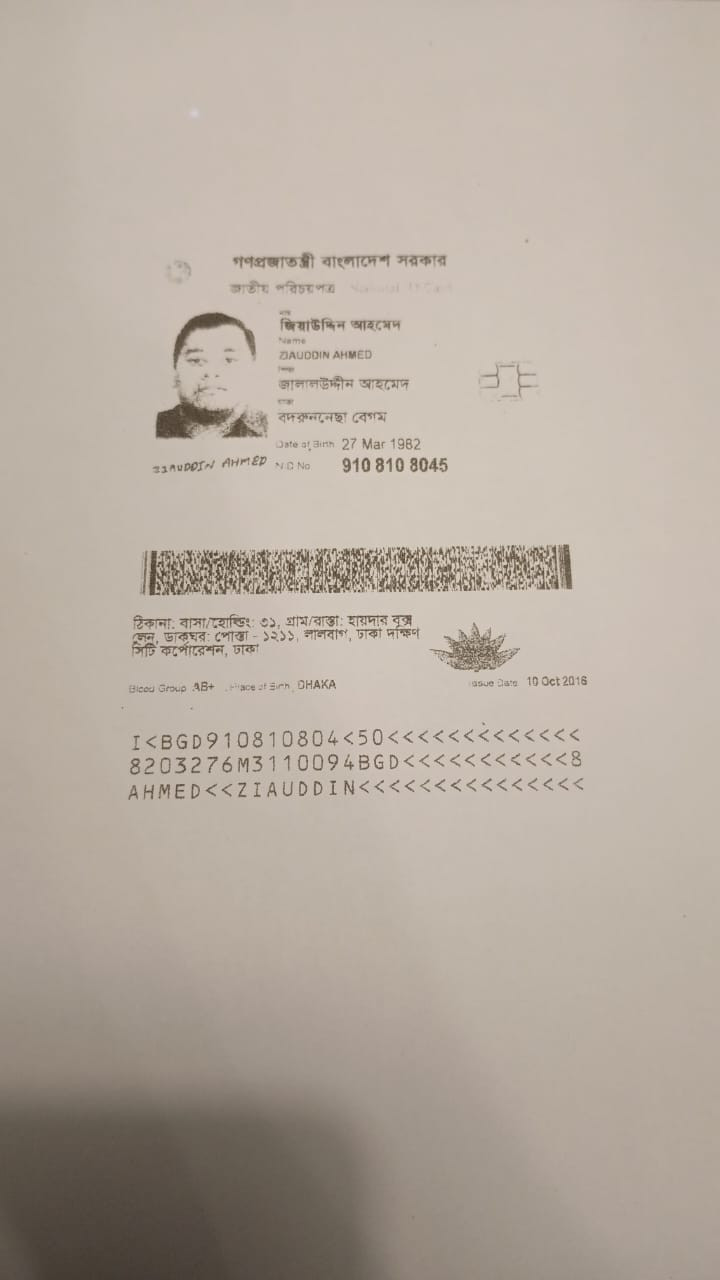 গণপ্রজাতন্ত্রী বাংলাদেশ সরকার
জাতীয় পরিচয়পত্র National ID Card
নাম
জিয়াউদ্দিন আহমেদ
Name
ZIAUDDIN AHMED
পিতা
জালালউদ্দীন আহমেদ
মাতা
বদরুননেছা বেগম
Date of Birth 27 Mar 1982
ZIAUDDIN AHMED NID No 910 810 8045
ঠিকানা: বাসা/হোল্ডিং: ৩১, গ্রাম/রাস্তা: হায়দার বক্স
লেন, ডাকঘর: পোস্তা - ১২১১, লালবাগ, ঢাকা দক্ষিণ
সিটি কর্পোরেশন, ঢাকা
Blood Group AB+ Place of Birth DHAKA Issue Date 10 Oct 2016
I<BGD910810804<50<<<<<<<<<<<<<
8203276M3110094BGD<<<<<<<<<<<8
AHMED<<ZIAUDDIN<<<<<<<<<<<<<<<